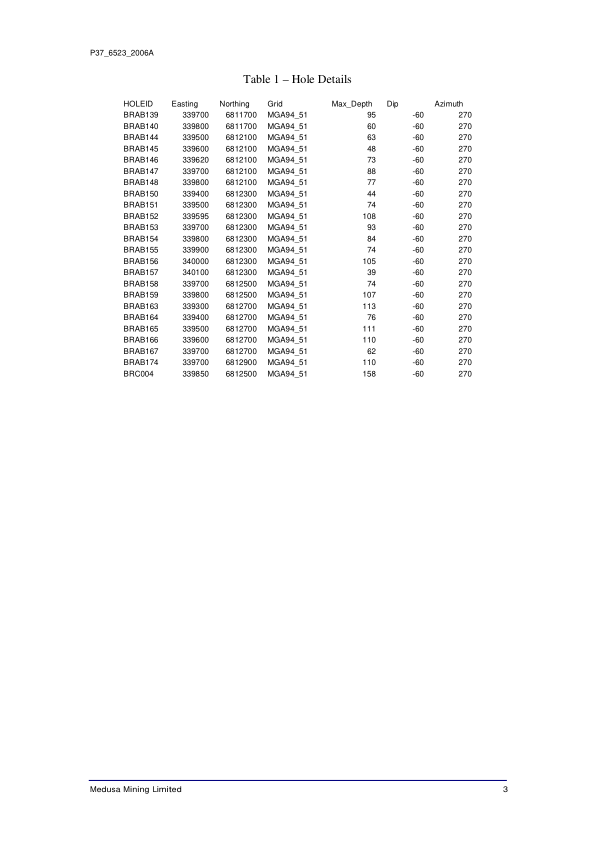 P37_6523_2006A
Table 1 – Hole Details
HOLEID Easting Northing Grid Max_Depth Dip Azimuth
BRAB139 339700 6811700 MGA94_51 95 -60 270
BRAB140 339800 6811700 MGA94_51 60 -60 270
BRAB144 339500 6812100 MGA94_51 63 -60 270
BRAB145 339600 6812100 MGA94_51 48 -60 270
BRAB146 339620 6812100 MGA94_51 73 -60 270
BRAB147 339700 6812100 MGA94_51 88 -60 270
BRAB148 339800 6812100 MGA94_51 77 -60 270
BRAB150 339400 6812300 MGA94_51 44 -60 270
BRAB151 339500 6812300 MGA94_51 74 -60 270
BRAB152 339595 6812300 MGA94_51 108 -60 270
BRAB153 339700 6812300 MGA94_51 93 -60 270
BRAB154 339800 6812300 MGA94_51 84 -60 270
BRAB155 339900 6812300 MGA94_51 74 -60 270
BRAB156 340000 6812300 MGA94_51 105 -60 270
BRAB157 340100 6812300 MGA94_51 39 -60 270
BRAB158 339700 6812500 MGA94_51 74 -60 270
BRAB159 339800 6812500 MGA94_51 107 -60 270
BRAB163 339300 6812700 MGA94_51 113 -60 270
BRAB164 339400 6812700 MGA94_51 76 -60 270
BRAB165 339500 6812700 MGA94_51 111 -60 270
BRAB166 339600 6812700 MGA94_51 110 -60 270
BRAB167 339700 6812700 MGA94_51 62 -60 270
BRAB174 339700 6812900 MGA94_51 110 -60 270
BRC004 339850 6812500 MGA94_51 158 -60 270
Medusa Mining Limited 3